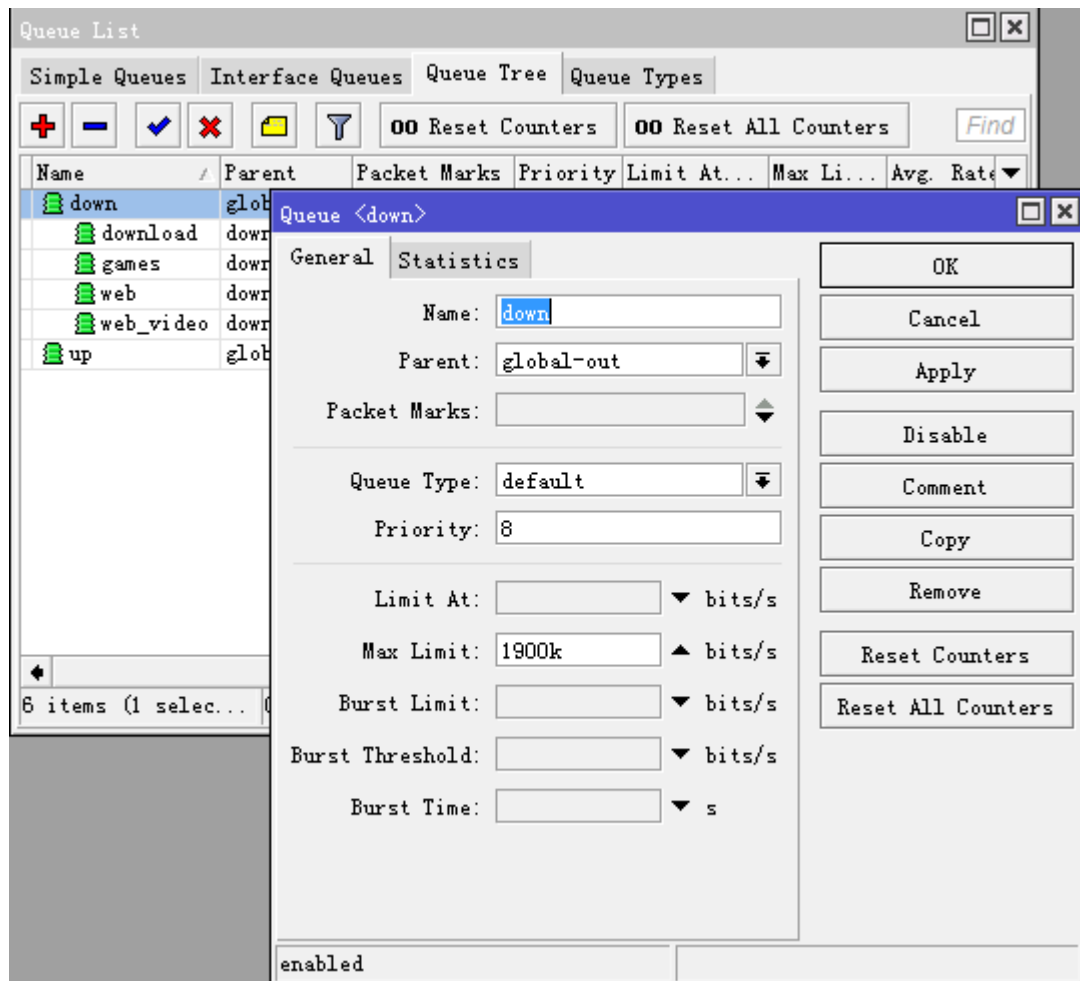 Queue List
Simple Queues Interface Queues Queue Tree Queue Types
00 Reset Counters 00 Reset All Counters Find
Name Parent Packet Marks Priority Limit At... Max Li... Avg. Rate
down glob
download down
games down
web down
web_video down
up glob
6 items (1 selec...
Queue <down>
General Statistics
Name: down
Parent: global-out
Packet Marks:
Queue Type: default
Priority: 8
Limit At: bits/s
Max Limit: 1900k bits/s
Burst Limit: bits/s
Burst Threshold: bits/s
Burst Time: s
OK
Cancel
Apply
Disable
Comment
Copy
Remove
Reset Counters
Reset All Counters
enabled